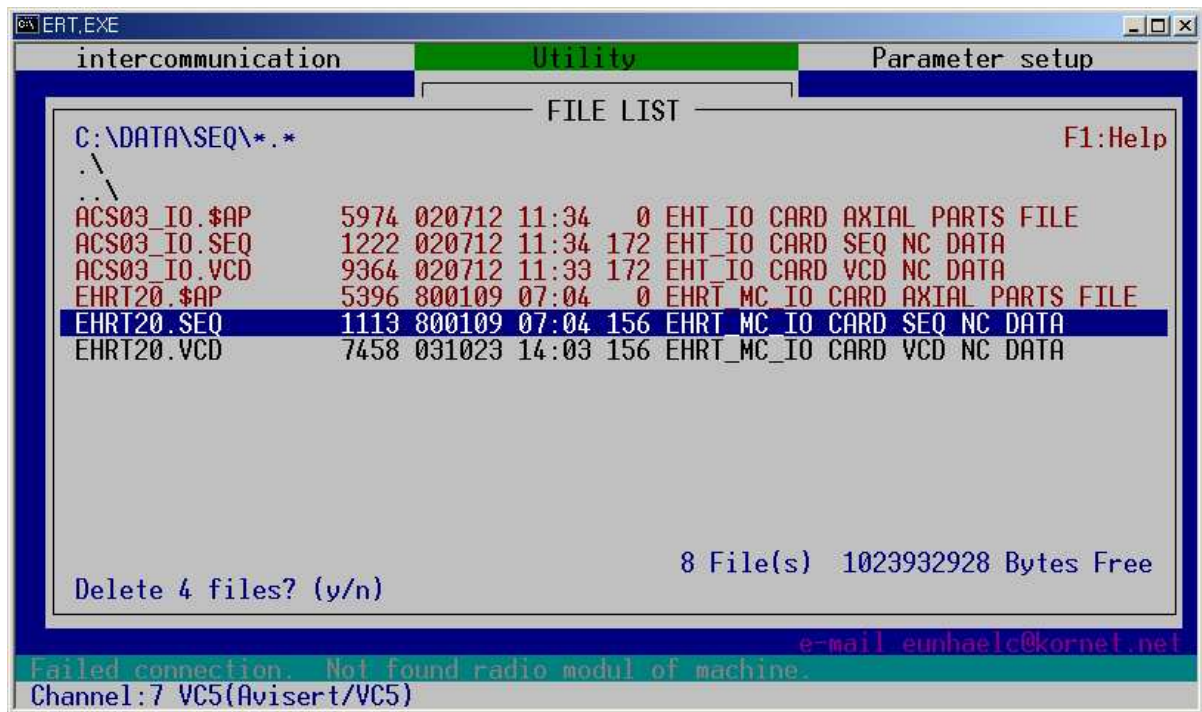 ERT,EXE
intercommunication Utility Parameter setup
FILE LIST
C:\DATA\SEQ\*.* F1:Help
.\
..\
ACS03_IO.$AP 5974 020712 11:34 0 EHT_IO CARD AXIAL PARTS FILE
ACS03_IO.SEQ 1222 020712 11:34 172 EHT_IO CARD SEQ NC DATA
ACS03_IO.VCD 9364 020712 11:33 172 EHT_IO CARD VCD NC DATA
EHRT20.$AP 5396 800109 07:04 0 EHRT_MC_IO CARD AXIAL PARTS FILE
EHRT20.SEQ 1113 800109 07:04 156 EHRT_MC_IO CARD SEQ NC DATA
EHRT20.VCD 7458 031023 14:03 156 EHRT_MC_IO CARD VCD NC DATA
8 File(s) 1023932928 Bytes Free
Delete 4 files? (y/n)
e-mail eunhaelc@kornet.net
Failed connection. Not found radio modul of machine.
Channel:7 VC5(Avisert/VC5)